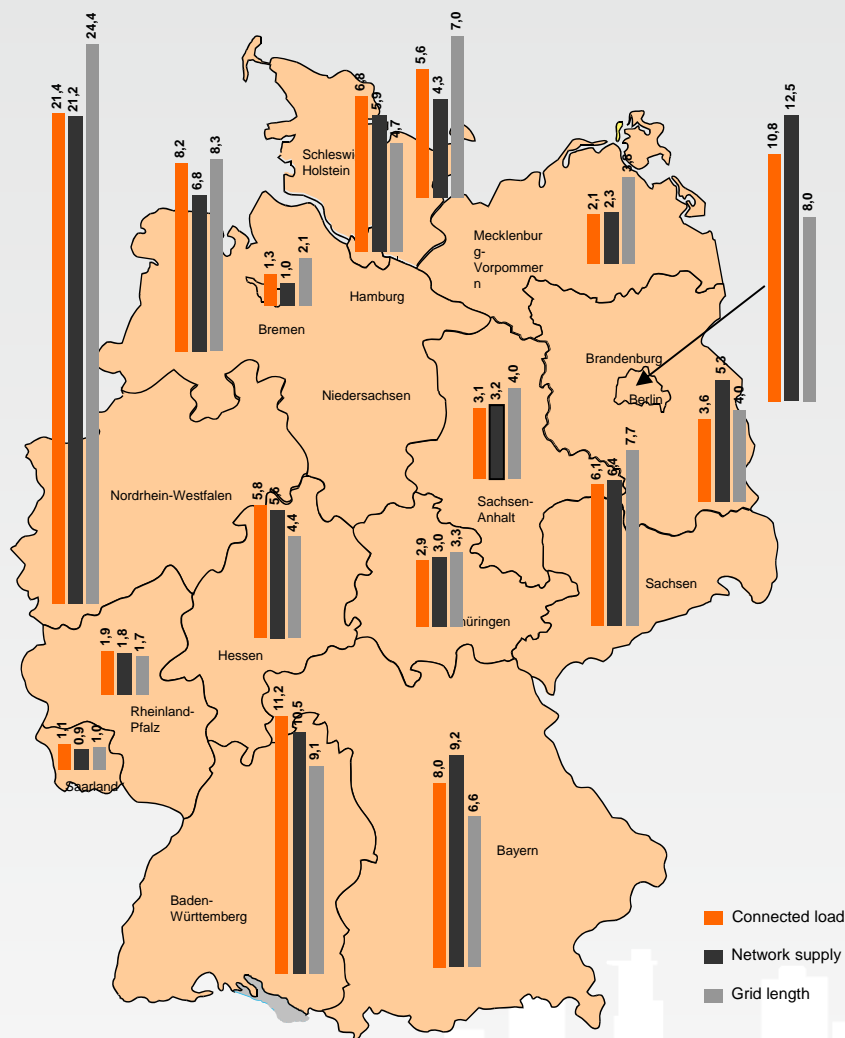 24,4
21,4
21,2
7,0
5,6
4,3
6,8
5,9
4,7
12,5
10,8
8,0
8,2
6,8
8,3
Schleswi
Holstein
2,1
2,3
3,8
Mecklenbur
g-
Vorpommer
n
1,3
1,0
2,1
Hamburg
Bremen
Brandenburg
Berlin
Niedersachsen
3,1
3,2
4,0
3,6
5,3
4,0
Nordrhein-Westfalen
Sachsen-
Anhalt
6,1
6,4
7,7
5,8
5,6
4,4
2,9
3,0
3,3
Sachsen
hüringen
Hessen
1,9
1,8
1,7
Rheinland-
Pfalz
1,1
0,9
1,0
Saarland
11,2
10,5
9,1
8,0
9,2
6,6
Bayern
Baden-
Württemberg
Connected load
Network supply
Grid length